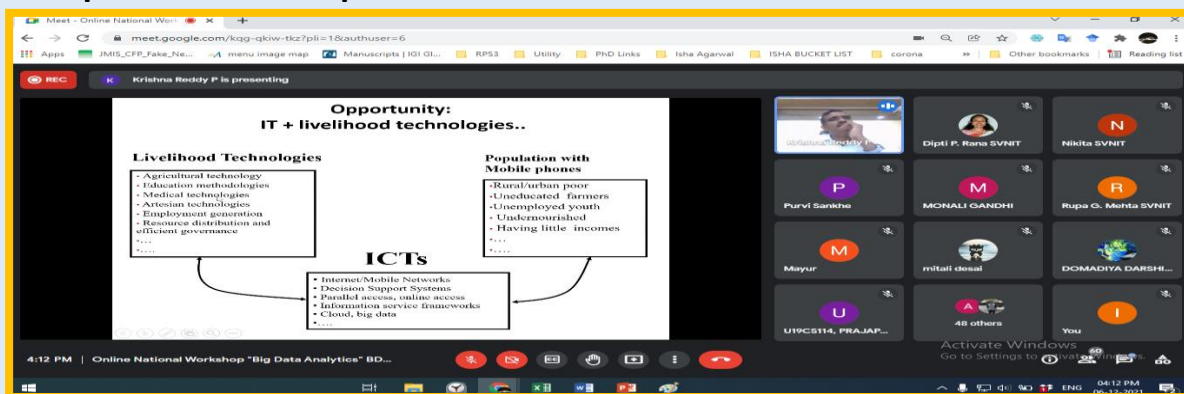 Meet - Online National Work
meet.google.com/kqg-qkiw-tkz?pli=1&authuser=6
Apps JMIS_CFP_Fake_Ne... menu image map Manuscripts | IGI Gl... RPS3 Utility PhD Links Isha Agarwal ISHA BUCKET LIST corona » Other bookmarks Reading list
REC K Krishna Reddy P is presenting
Opportunity:
IT + livelihood technologies..
Livelihood Technologies
- Agricultural technology
- Education methodologies
- Medical technologies
- Artesian technologies
- Employment generation
- Resource distribution and
efficient governance
•...
•....
Population with
Mobile phones
•Rural/urban poor
•Uneducated farmers
•Unemployed youth
• Undernourished
• Having little incomes
•...
•....
ICTs
• Internet/Mobile Networks
• Decision Support Systems
• Parallel access, online access
• Information service frameworks
• Cloud, big data
•....
Krishna Reddy P
Dipti P. Rana SVNIT
N
Nikita SVNIT
P
Purvi Sankhe
M
MONALI GANDHI
R
Rupa G. Mehta SVNIT
M
Mayur
mitali desai
DOMADIYA DARSHI...
U
U19CS114, PRAJAP...
A
48 others
I
You
Activate Windows
Go to Settings to
4:12 PM | Online National Workshop "Big Data Analytics" BD...
60
ENG
04:12 PM
06-12-2021